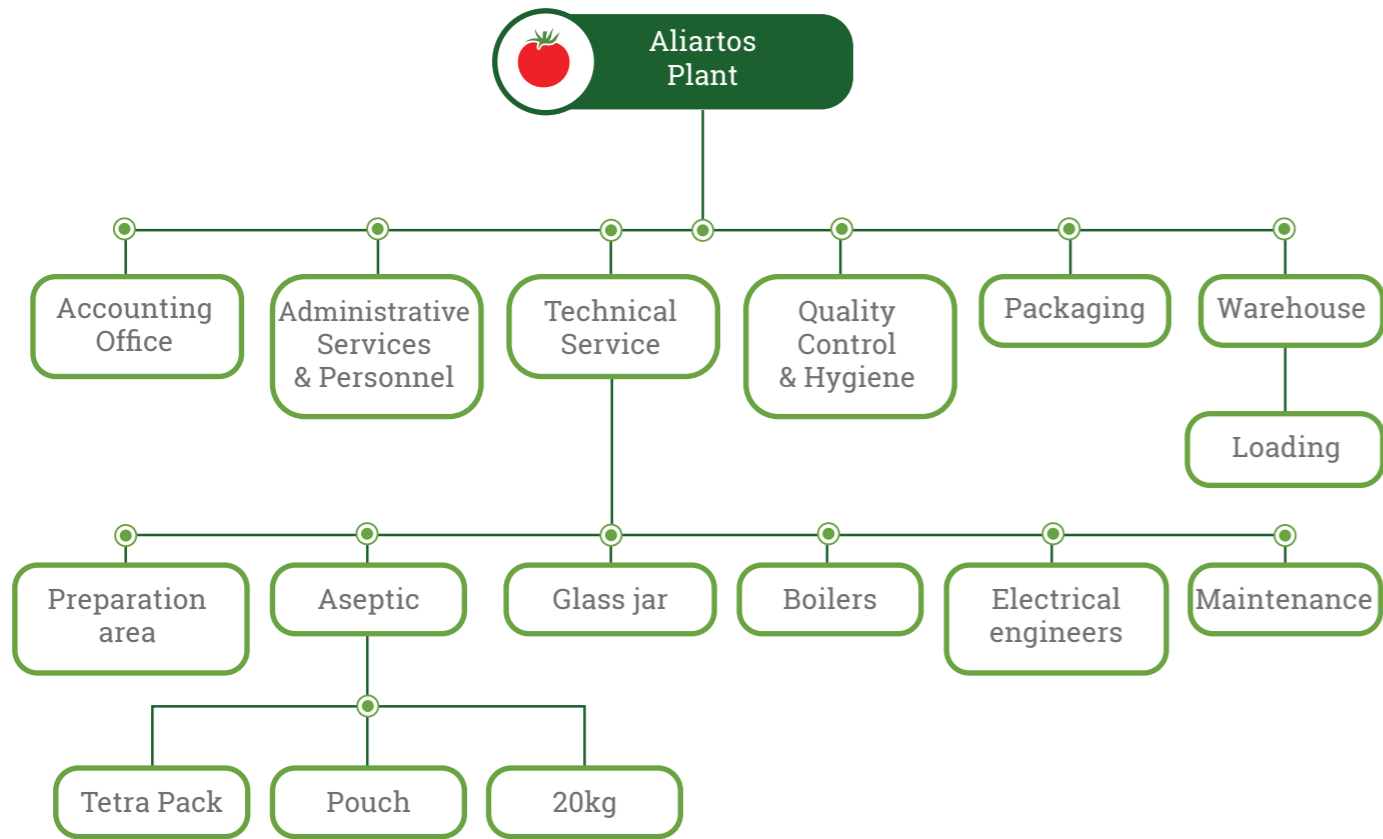 Aliartos
Plant
Accounting
Office
Administrative
Services
& Personnel
Technical
Service
Quality
Control
& Hygiene
Packaging
Warehouse
Loading
Preparation
area
Aseptic
Glass jar
Boilers
Electrical
engineers
Maintenance
Tetra Pack
Pouch
20kg